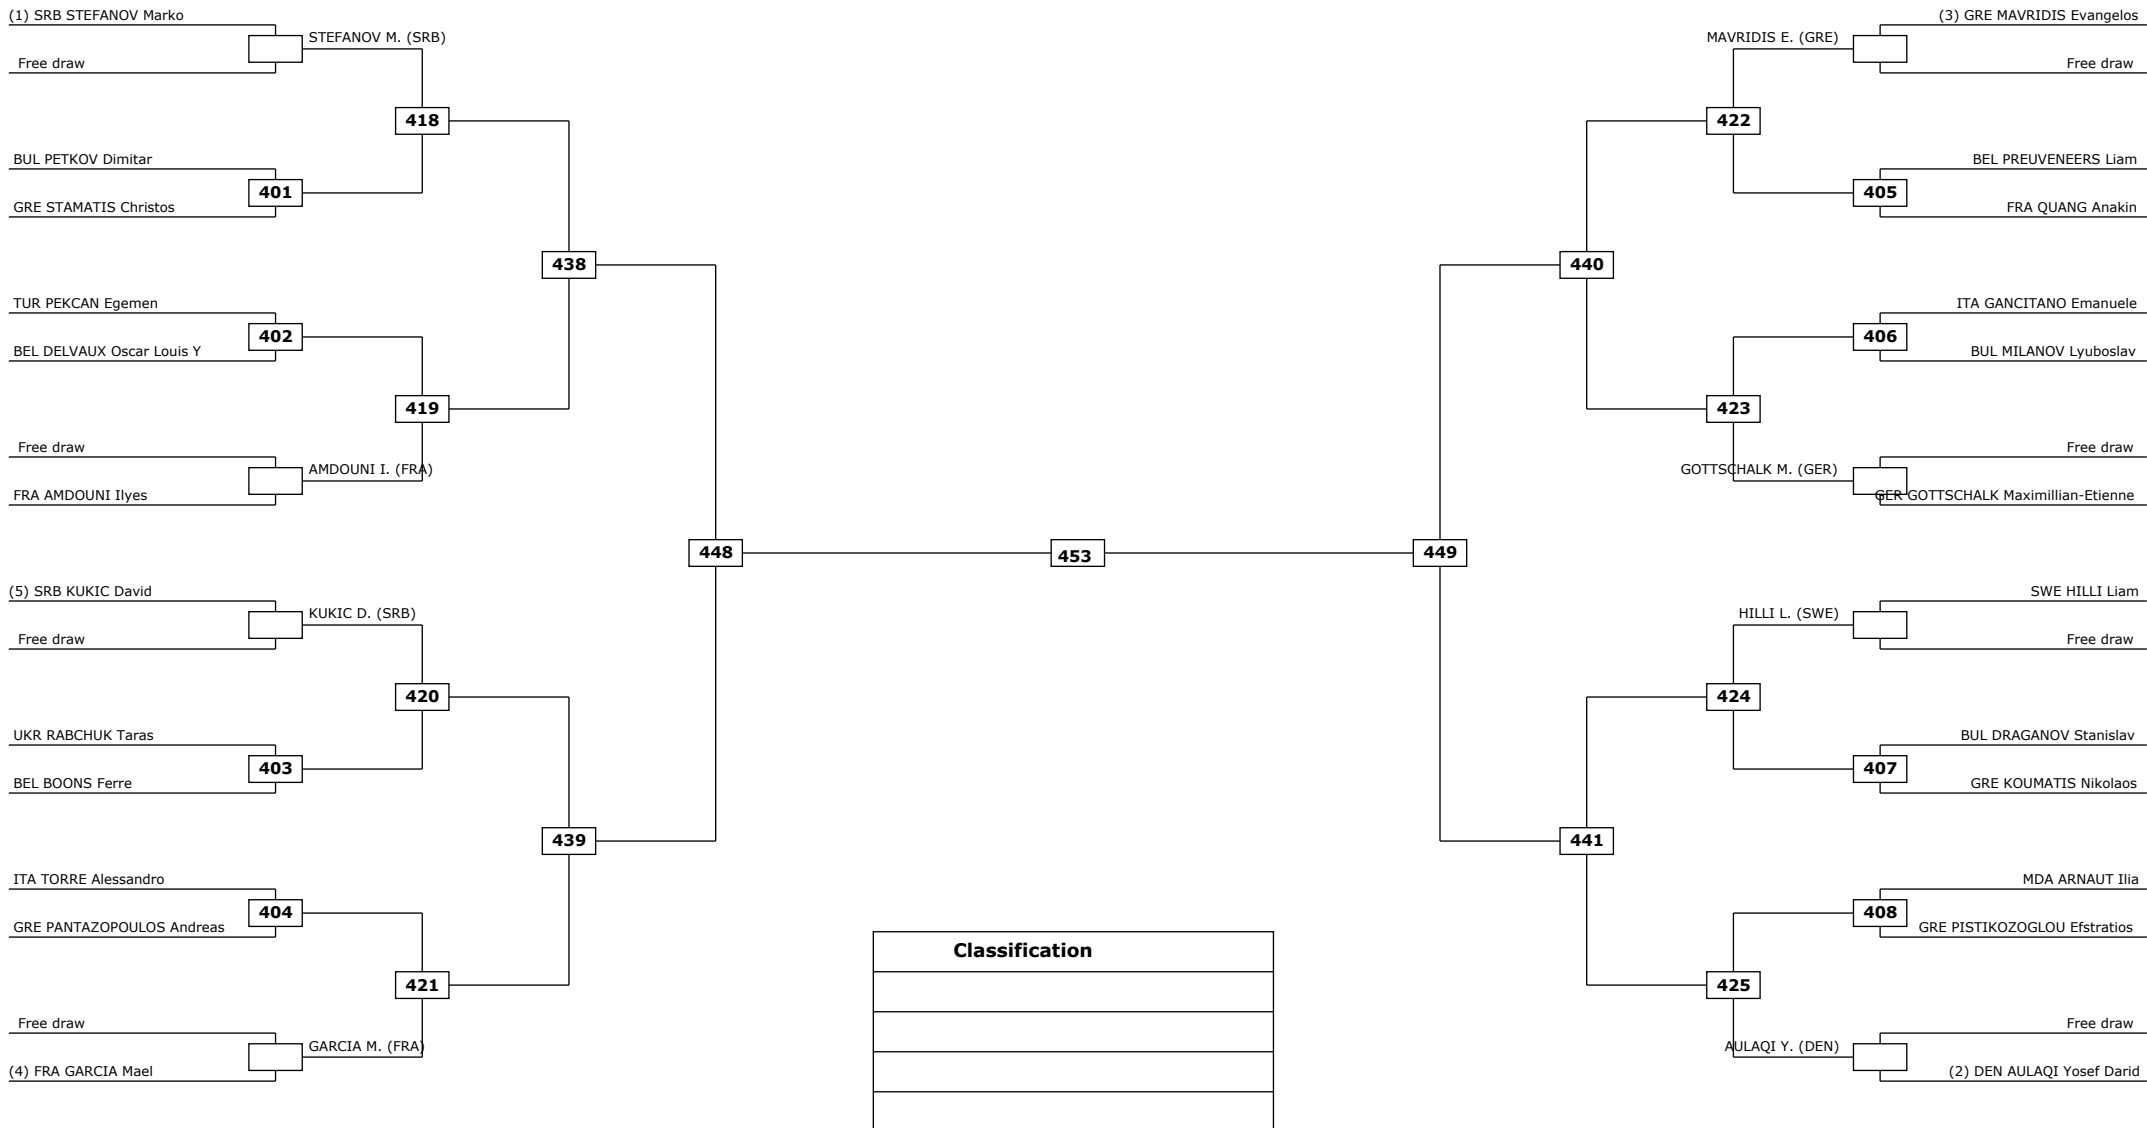 (1) SRB STEFANOV Marko
STEFANOV M. (SRB)
Free draw
418
BUL PETKOV Dimitar
401
GRE STAMATIS Christos
438
TUR PEKCAN Egemen
402
BEL DELVAUX Oscar Louis Y
419
Free draw
AMDOUNI I. (FRA)
FRA AMDOUNI Ilyes
448
(5) SRB KUKIC David
KUKIC D. (SRB)
Free draw
420
UKR RABCHUK Taras
403
BEL BOONS Ferre
439
ITA TORRE Alessandro
404
GRE PANTAZOPOULOS Andreas
421
Free draw
GARCIA M. (FRA)
(4) FRA GARCIA Mael
453
Classification
(3) GRE MAVRIDIS Evangelos
MAVRIDIS E. (GRE)
Free draw
422
BEL PREUVENEERS Liam
405
FRA QUANG Anakin
440
ITA GANCITANO Emanuele
406
BUL MILANOV Lyuboslav
423
Free draw
GOTTSCHALK M. (GER)
GER GOTTSCHALK Maximillian-Etienne
449
SWE HILLI Liam
HILLI L. (SWE)
Free draw
424
BUL DRAGANOV Stanislav
407
GRE KOUMATIS Nikolaos
441
MDA ARNAUT Ilia
408
GRE PISTIKOZOGLOU Efstratios
425
Free draw
AULAQI Y. (DEN)
(2) DEN AULAQI Yosef Darid